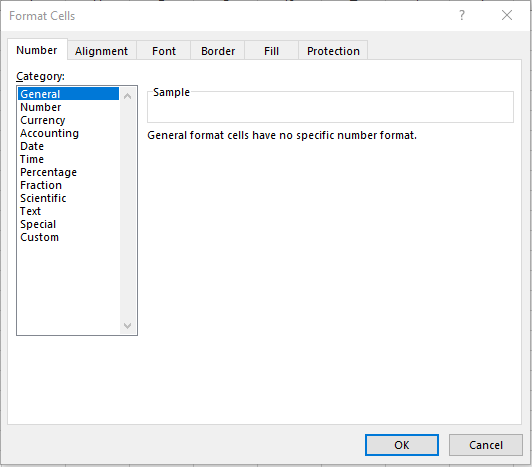 Format Cells
?
Number Alignment Font Border Fill Protection
Category:
General
Number
Currency
Accounting
Date
Time
Percentage
Fraction
Scientific
Text
Special
Custom
Sample
General format cells have no specific number format.
OK Cancel